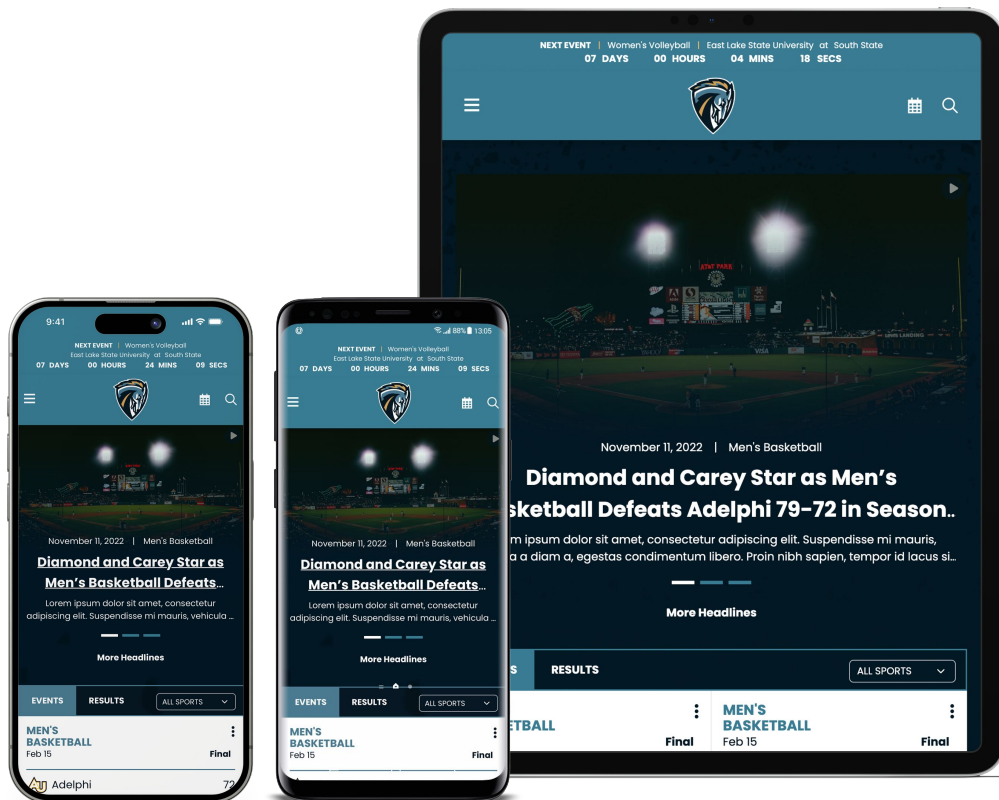 NEXT EVENT | Women's Volleyball | East Lake State University at South State
07 DAYS 00 HOURS 04 MINS 18 SECS
AT&T PARK
VISA
November 11, 2022 | Men's Basketball
Diamond and Carey Star as Men’s
sketball Defeats Adelphi 79-72 in Season..
m ipsum dolor sit amet, consectetur adipiscing elit. Suspendisse mi mauris,
a a diam a, egestas condimentum libero. Proin nibh sapien, tempor id lacus si...
More Headlines
S RESULTS ALL SPORTS
ETBALL
Final
MEN'S
BASKETBALL
Feb 15 Final
9:41
NEXT EVENT | Women's Volleyball
East Lake State University at South State
07 DAYS 00 HOURS 24 MINS 09 SECS
November 11, 2022 | Men's Basketball
Diamond and Carey Star as
Men’s Basketball Defeats...
Lorem ipsum dolor sit amet, consectetur
adipiscing elit. Suspendisse mi mauris, vehicula ...
More Headlines
EVENTS RESULTS ALL SPORTS
MEN'S
BASKETBALL
Feb 15 Final
Adelphi 72
88% 13:05
NEXT EVENT | Women's Volleyball
East Lake State University at South State
07 DAYS 00 HOURS 24 MINS 09 SECS
November 11, 2022 | Men's Basketball
Diamond and Carey Star as
Men’s Basketball Defeats...
Lorem ipsum dolor sit amet, consectetur
adipiscing elit. Suspendisse mi mauris, vehicula ...
More Headlines
EVENTS RESULTS ALL SPORTS
MEN'S
BASKETBALL
Feb 15 Final